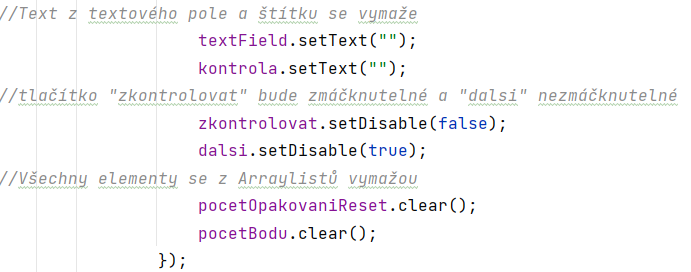 //Text z textového pole a štítku se vymaže
textField.setText("");
kontrola.setText("");
//tlačítko "zkontrolovat" bude zmáčknutelné a "dalsi" nezmáčknutelné
zkontrolovat.setDisable(false);
dalsi.setDisable(true);
//Všechny elementy se z Arraylistů vymažou
pocetOpakovaniReset.clear();
pocetBodu.clear();
});